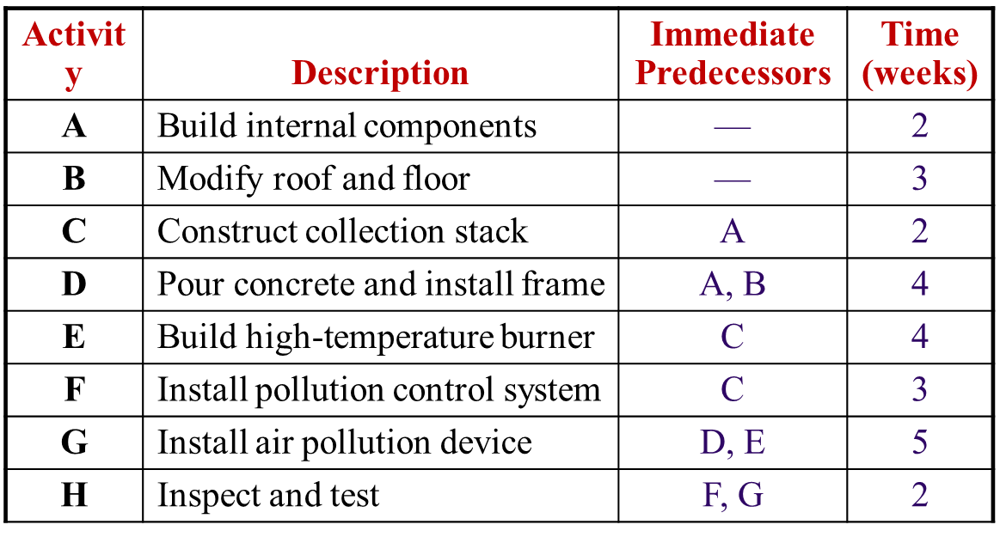 Activit Immediate Time
y Description Predecessors (weeks)
A Build internal components — 2
B Modify roof and floor — 3
C Construct collection stack A 2
D Pour concrete and install frame A, B 4
E Build high-temperature burner C 4
F Install pollution control system C 3
G Install air pollution device D, E 5
H Inspect and test F, G 2